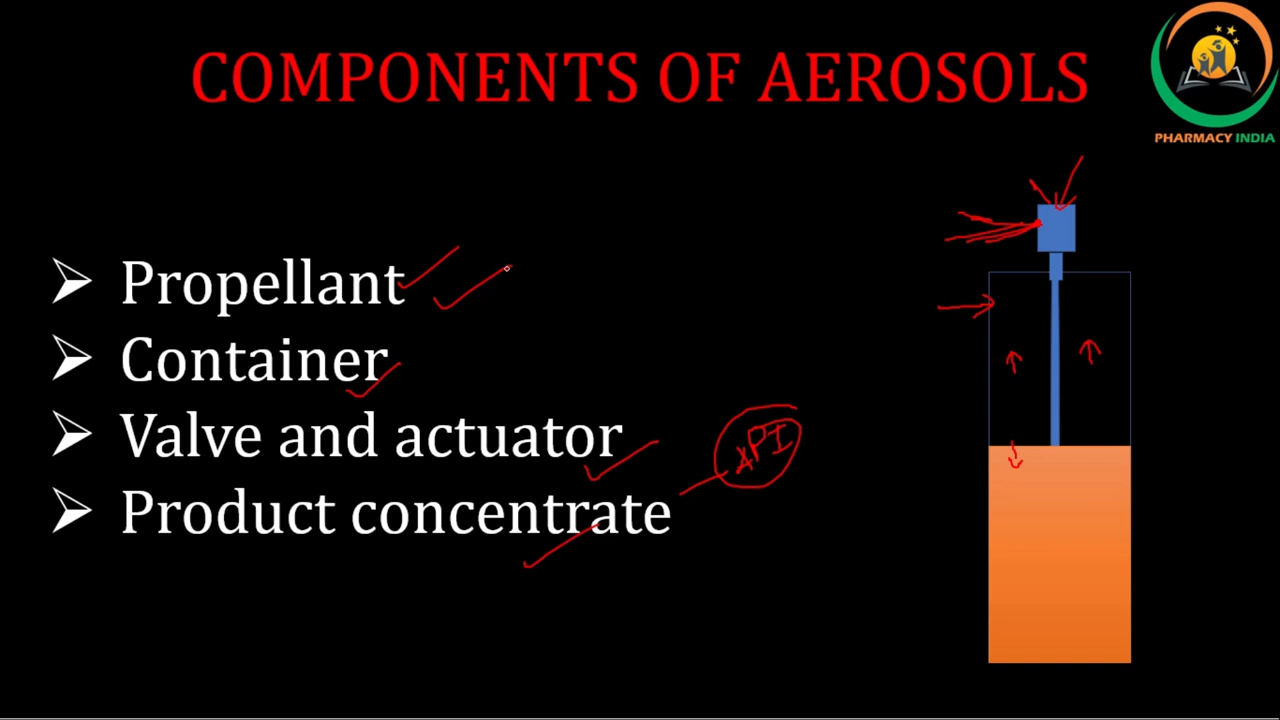 COMPONENTS OF AEROSOLS
PHARMACY INDIA
➢ Propellant
➢ Container
➢ Valve and actuator
API
➢ Product concentrate